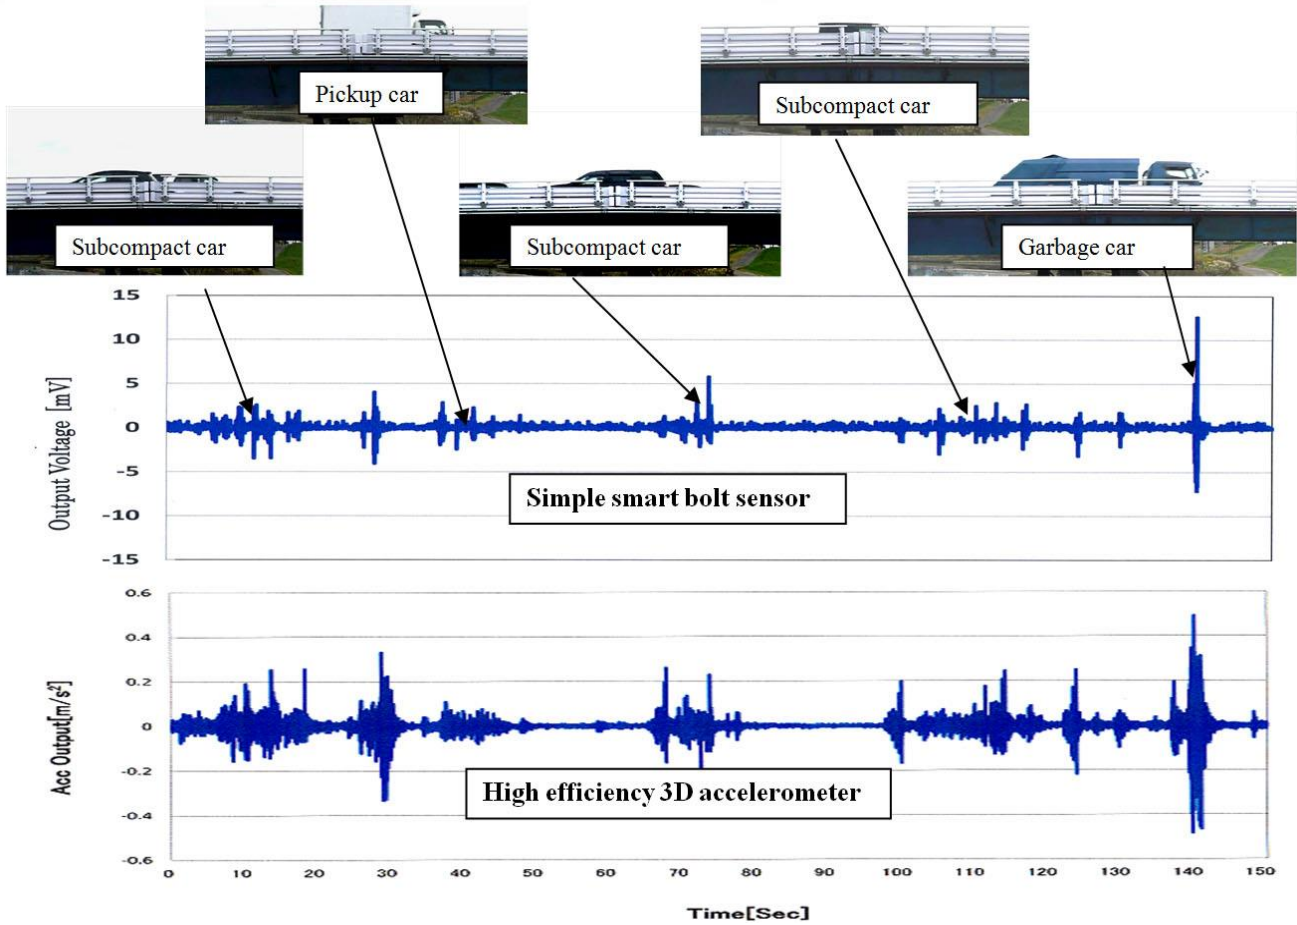 Pickup car
Subcompact car
Subcompact car
Subcompact car
Garbage car
15
10
5
0
-5
-10
-15
Output Voltage [mV]
Simple smart bolt sensor
0.6
0.4
0.2
0
-0.2
-0.4
-0.6
Acc Output[m/s²]
High efficiency 3D accelerometer
0 10 20 30 40 50 60 70 80 90 100 110 120 130 140 150
Time[Sec]